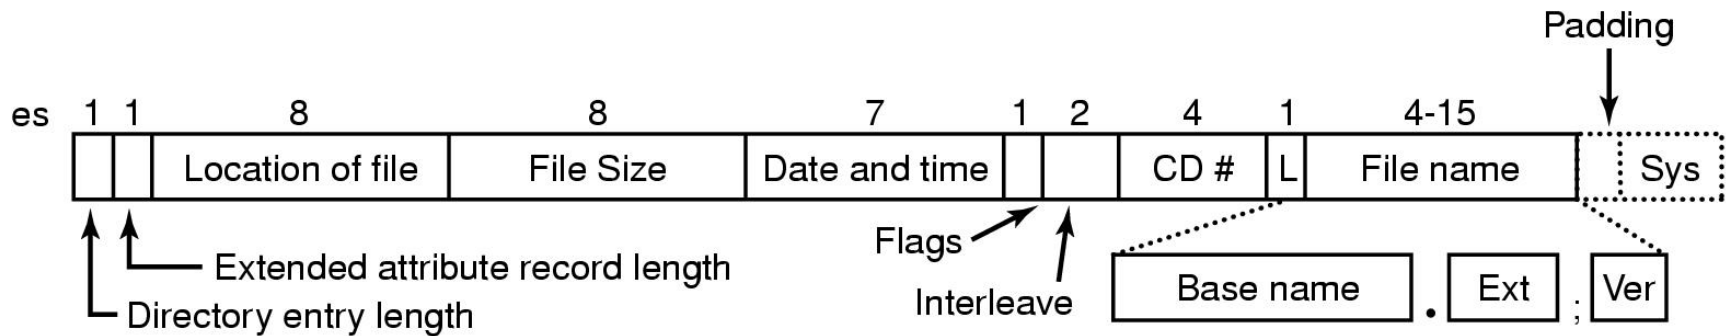 Padding
es 1 1 8 8 7 1 2 4 1 4-15
Location of file File Size Date and time CD # L File name Sys
Flags
Extended attribute record length
Base name . Ext ; Ver
Interleave
Directory entry length